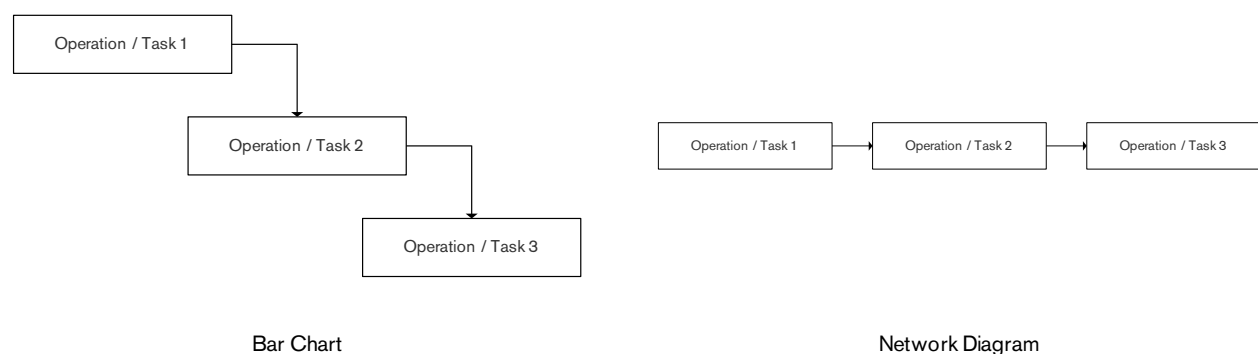 Operation / Task 1
Operation / Task 2
Operation / Task 3
Bar Chart
Operation / Task 1
Operation / Task 2
Operation / Task 3
Network Diagram